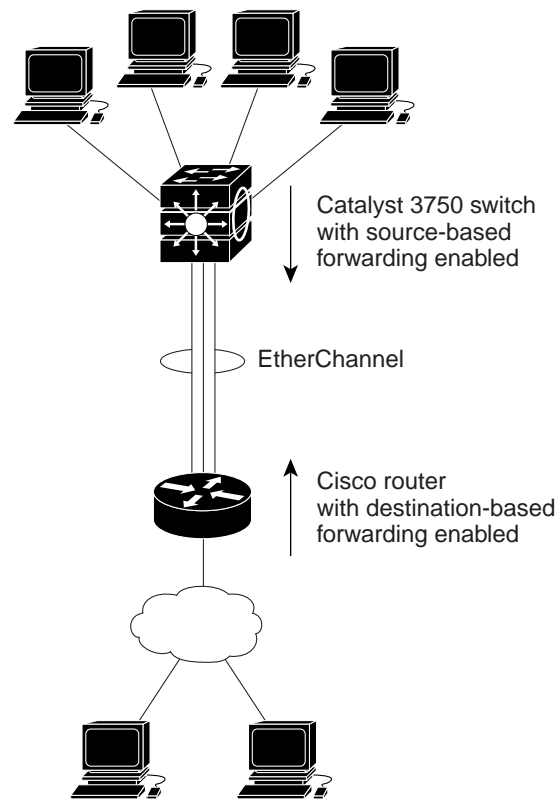 Catalyst 3750 switch
with source-based
forwarding enabled
EtherChannel
Cisco router
with destination-based
forwarding enabled